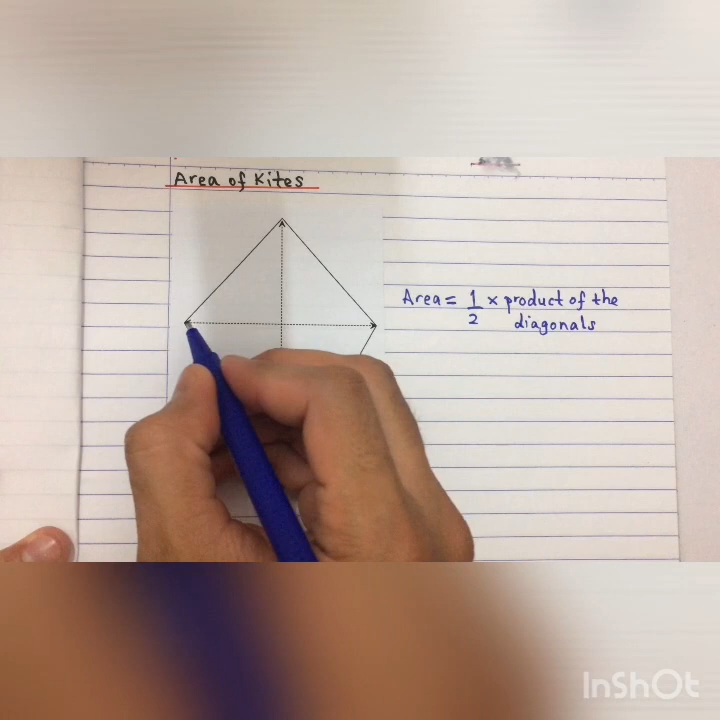 Area of Kites
Area = 1/2 × product of the
diagonals
InShOt